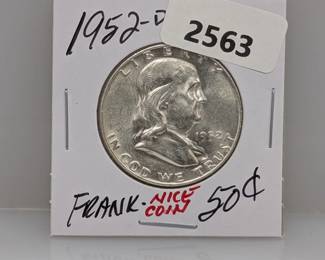 1952-D
2563
LIBERTY
1952
IN GOD WE TRUST
FRANK. NICE COIN 50¢